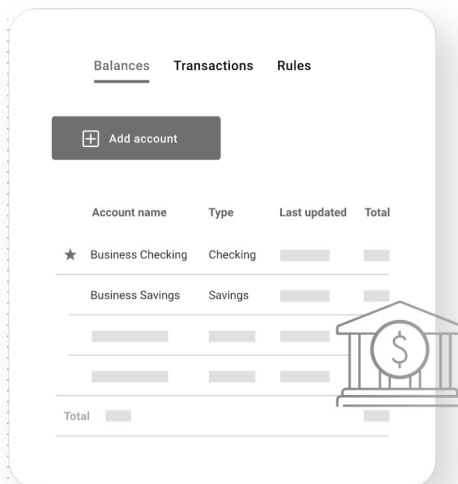 Balances Transactions Rules
Add account
Account name Type Last updated Total
Business Checking Checking
Business Savings Savings
Total
$